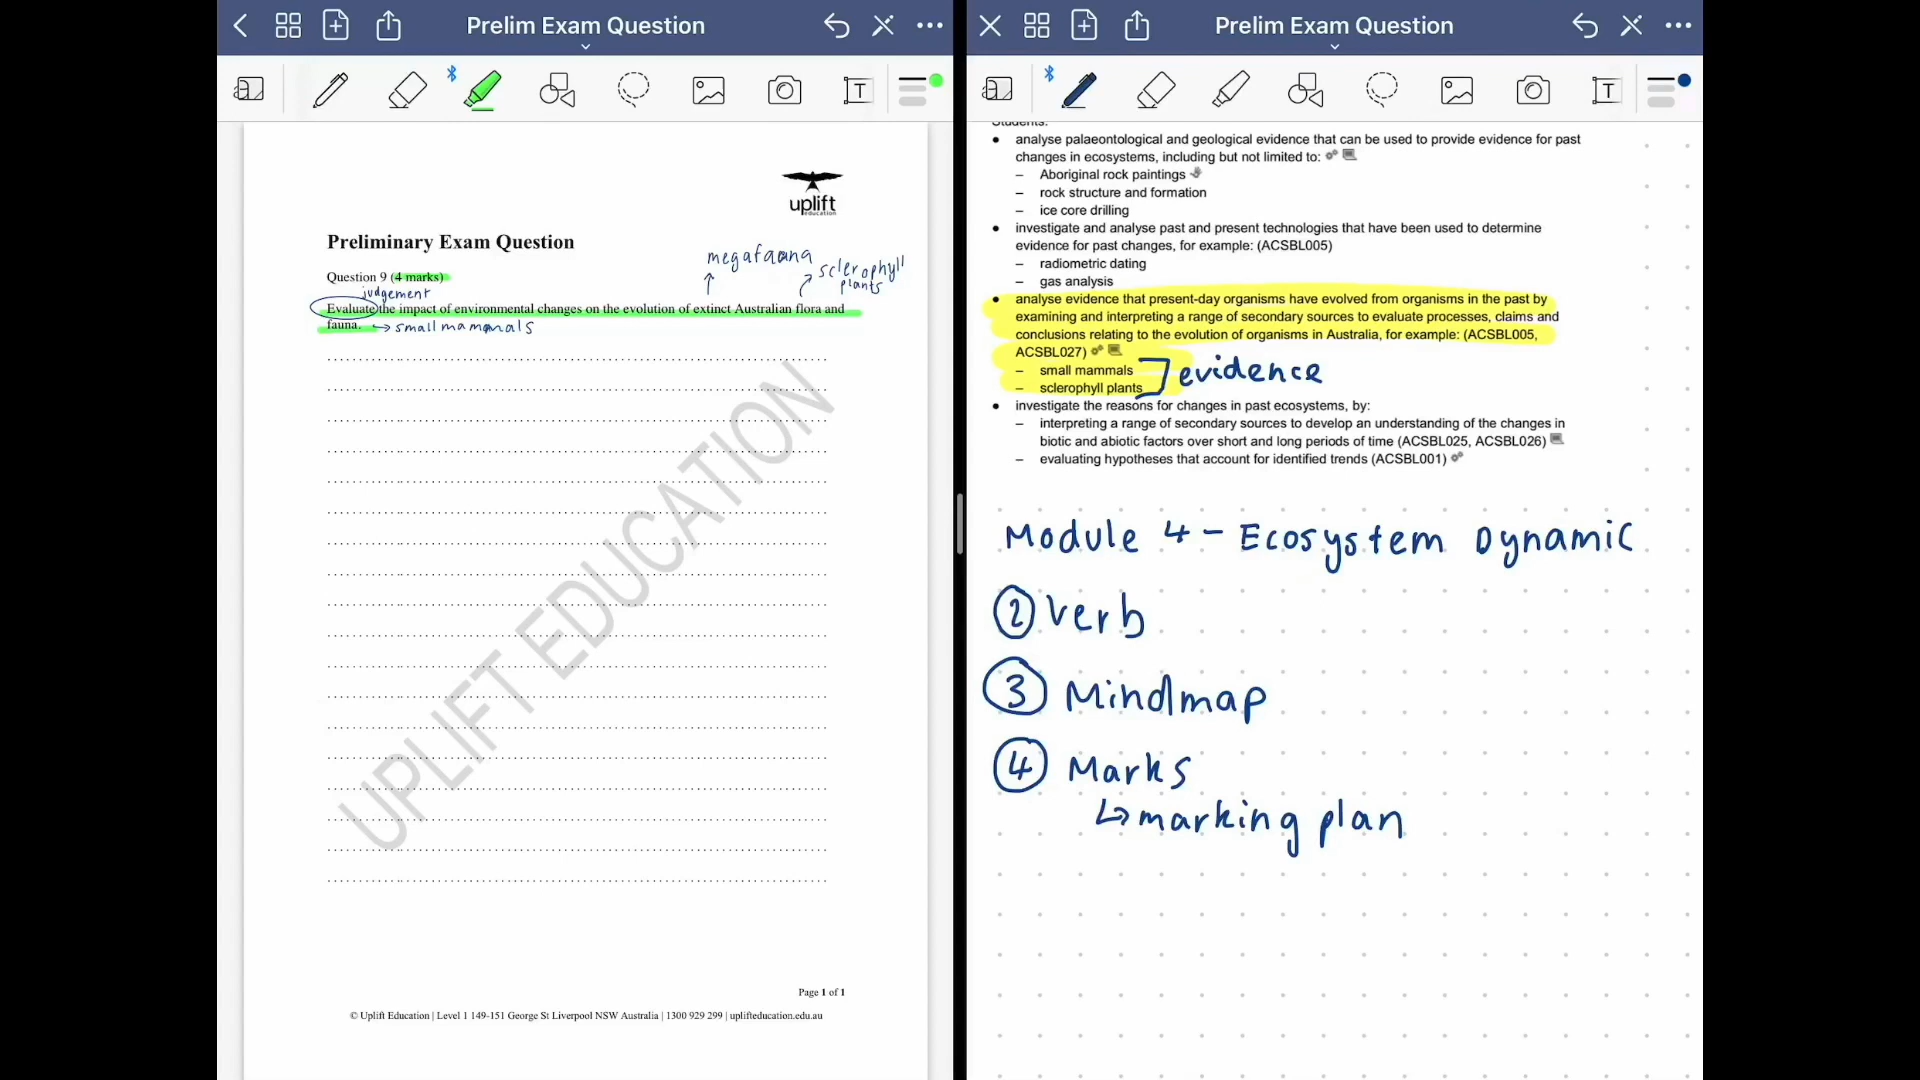 Prelim Exam Question
uplift
education
Preliminary Exam Question
megafauna
sclerophyll
plants
Question 9 (4 marks)
judgement
Evaluate the impact of environmental changes on the evolution of extinct Australian flora and
fauna. → small mammals
UPLIFT EDUCATION
Page 1 of 1
© Uplift Education | Level 1 149-151 George St Liverpool NSW Australia | 1300 929 299 | uplifteducation.edu.au
Prelim Exam Question
Students:
• analyse palaeontological and geological evidence that can be used to provide evidence for past
changes in ecosystems, including but not limited to:
– Aboriginal rock paintings
– rock structure and formation
– ice core drilling
• investigate and analyse past and present technologies that have been used to determine
evidence for past changes, for example: (ACSBL005)
– radiometric dating
– gas analysis
• analyse evidence that present-day organisms have evolved from organisms in the past by
examining and interpreting a range of secondary sources to evaluate processes, claims and
conclusions relating to the evolution of organisms in Australia, for example: (ACSBL005,
ACSBL027)
– small mammals
– sclerophyll plants
evidence
• investigate the reasons for changes in past ecosystems, by:
– interpreting a range of secondary sources to develop an understanding of the changes in
biotic and abiotic factors over short and long periods of time (ACSBL025, ACSBL026)
– evaluating hypotheses that account for identified trends (ACSBL001)
Module 4 - Ecosystem Dynamic
② Verb
③ Mindmap
④ Marks
↳ marking plan